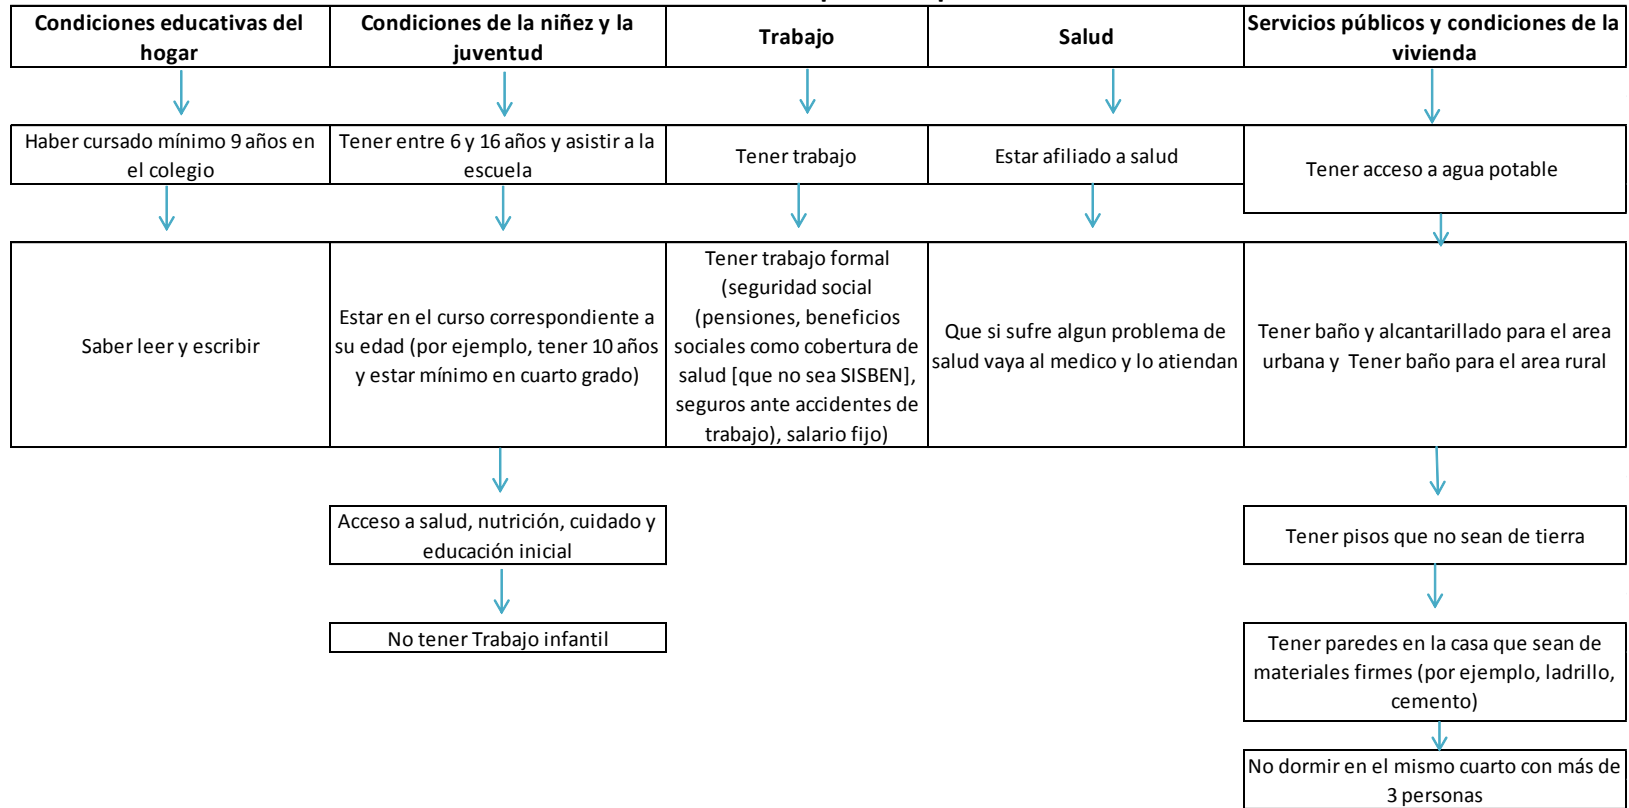 Condiciones educativas del
hogar
Condiciones de la niñez y la
juventud
Trabajo
Salud
Servicios públicos y condiciones de la
vivienda
Haber cursado mínimo 9 años en
el colegio
Tener entre 6 y 16 años y asistir a la
escuela
Tener trabajo
Estar afiliado a salud
Tener acceso a agua potable
Saber leer y escribir
Estar en el curso correspondiente a
su edad (por ejemplo, tener 10 años
y estar mínimo en cuarto grado)
Tener trabajo formal
(seguridad social
(pensiones, beneficios
sociales como cobertura de
salud [que no sea SISBEN],
seguros ante accidentes de
trabajo), salario fijo)
Que si sufre algun problema de
salud vaya al medico y lo atiendan
Tener baño y alcantarillado para el area
urbana y Tener baño para el area rural
Acceso a salud, nutrición, cuidado y
educación inicial
Tener pisos que no sean de tierra
No tener Trabajo infantil
Tener paredes en la casa que sean de
materiales firmes (por ejemplo, ladrillo,
cemento)
No dormir en el mismo cuarto con más de
3 personas